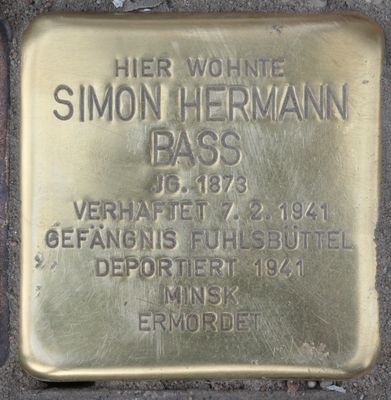 HIER WOHNTE
SIMON HERMANN
BASS
JG. 1873
VERHAFTET 7. 2. 1941
GEFÄNGNIS FUHLSBÜTTEL
DEPORTIERT 1941
MINSK
ERMORDET